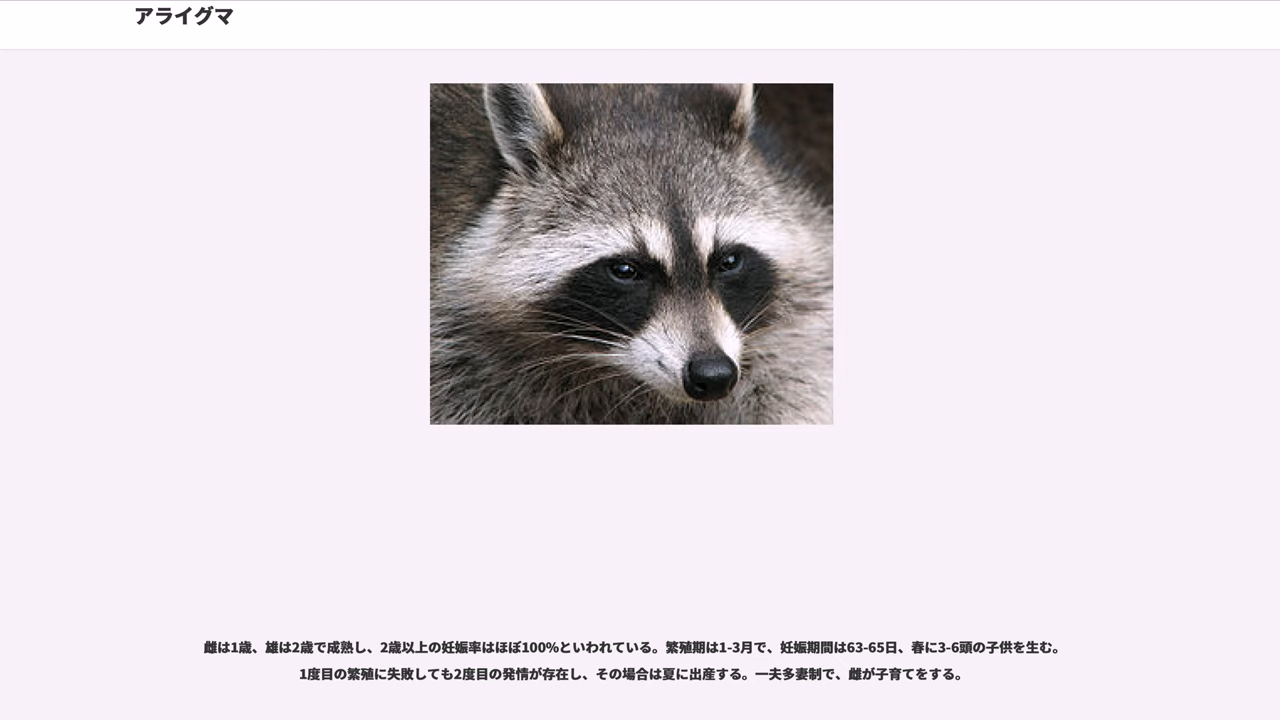 アライグマ
雌は1歳、雄は2歳で成熟し、2歳以上の妊娠率はほぼ100%といわれている。繁殖期は1-3月で、妊娠期間は63-65日、春に3-6頭の子供を生む。
1度目の繁殖に失敗しても2度目の発情が存在し、その場合は夏に出産する。一夫多妻制で、雌が子育てをする。